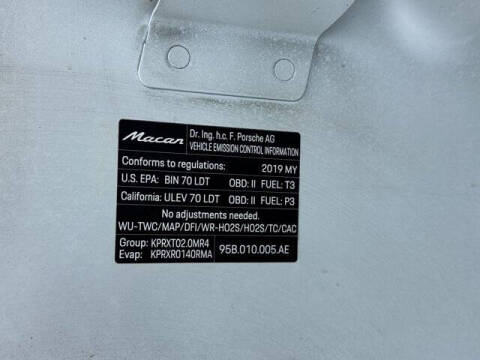 Macan Dr. Ing. h.c. F. Porsche AG
VEHICLE EMISSION CONTROL INFORMATION
Conforms to regulations: 2019 MY
U.S. EPA: BIN 70 LDT OBD: II FUEL: T3
California: ULEV 70 LDT OBD: II FUEL: P3
No adjustments needed.
WU-TWC/MAP/DFI/WR-HO2S/HO2S/TC/CAC
Group: KPRXT02.0MR4
Evap: KPRXR0140RMA
95B.010.005.AE